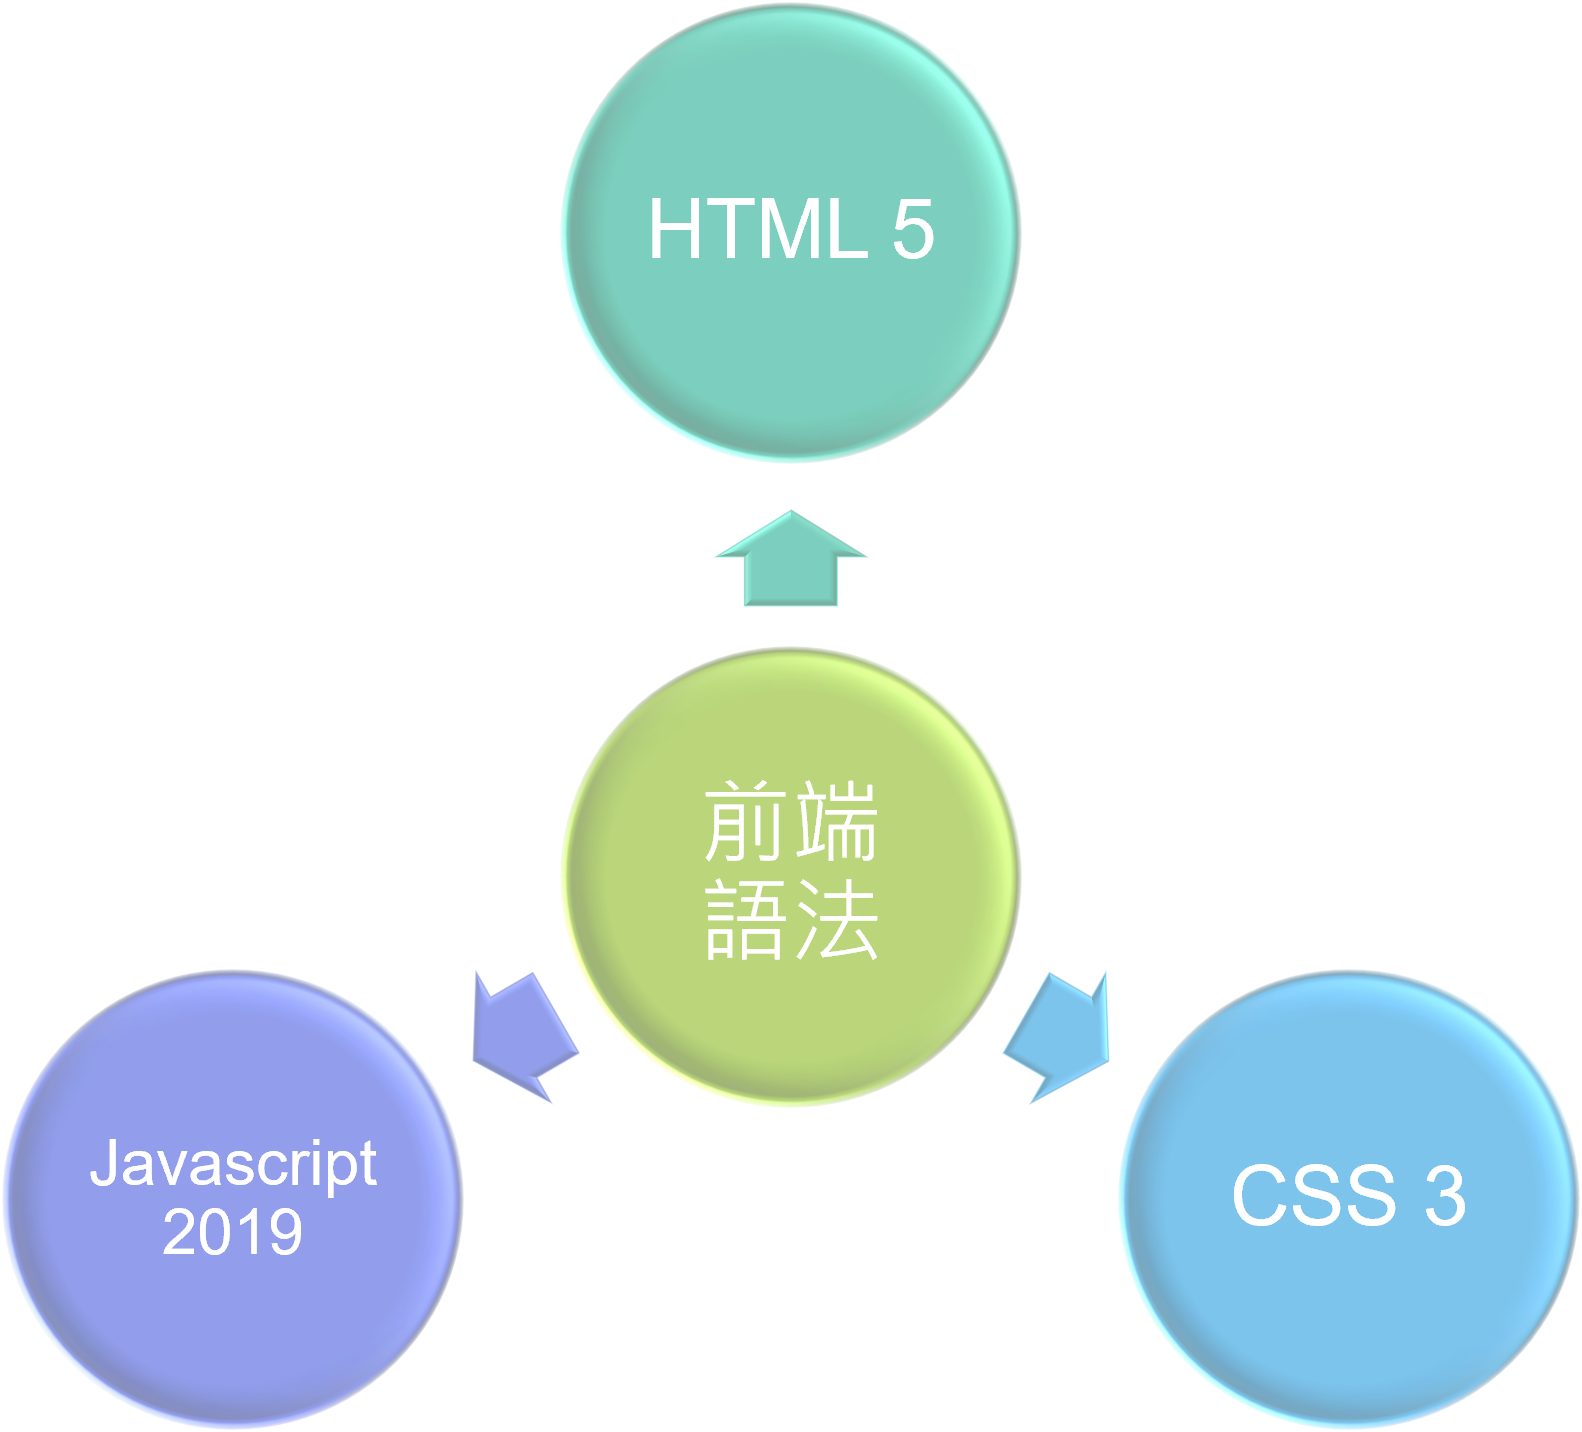 HTML 5
前端
語法
Javascript
2019
CSS 3